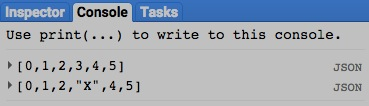 Inspector Console Tasks
Use print(...) to write to this console.
[0,1,2,3,4,5] JSON
[0,1,2,"X",4,5] JSON